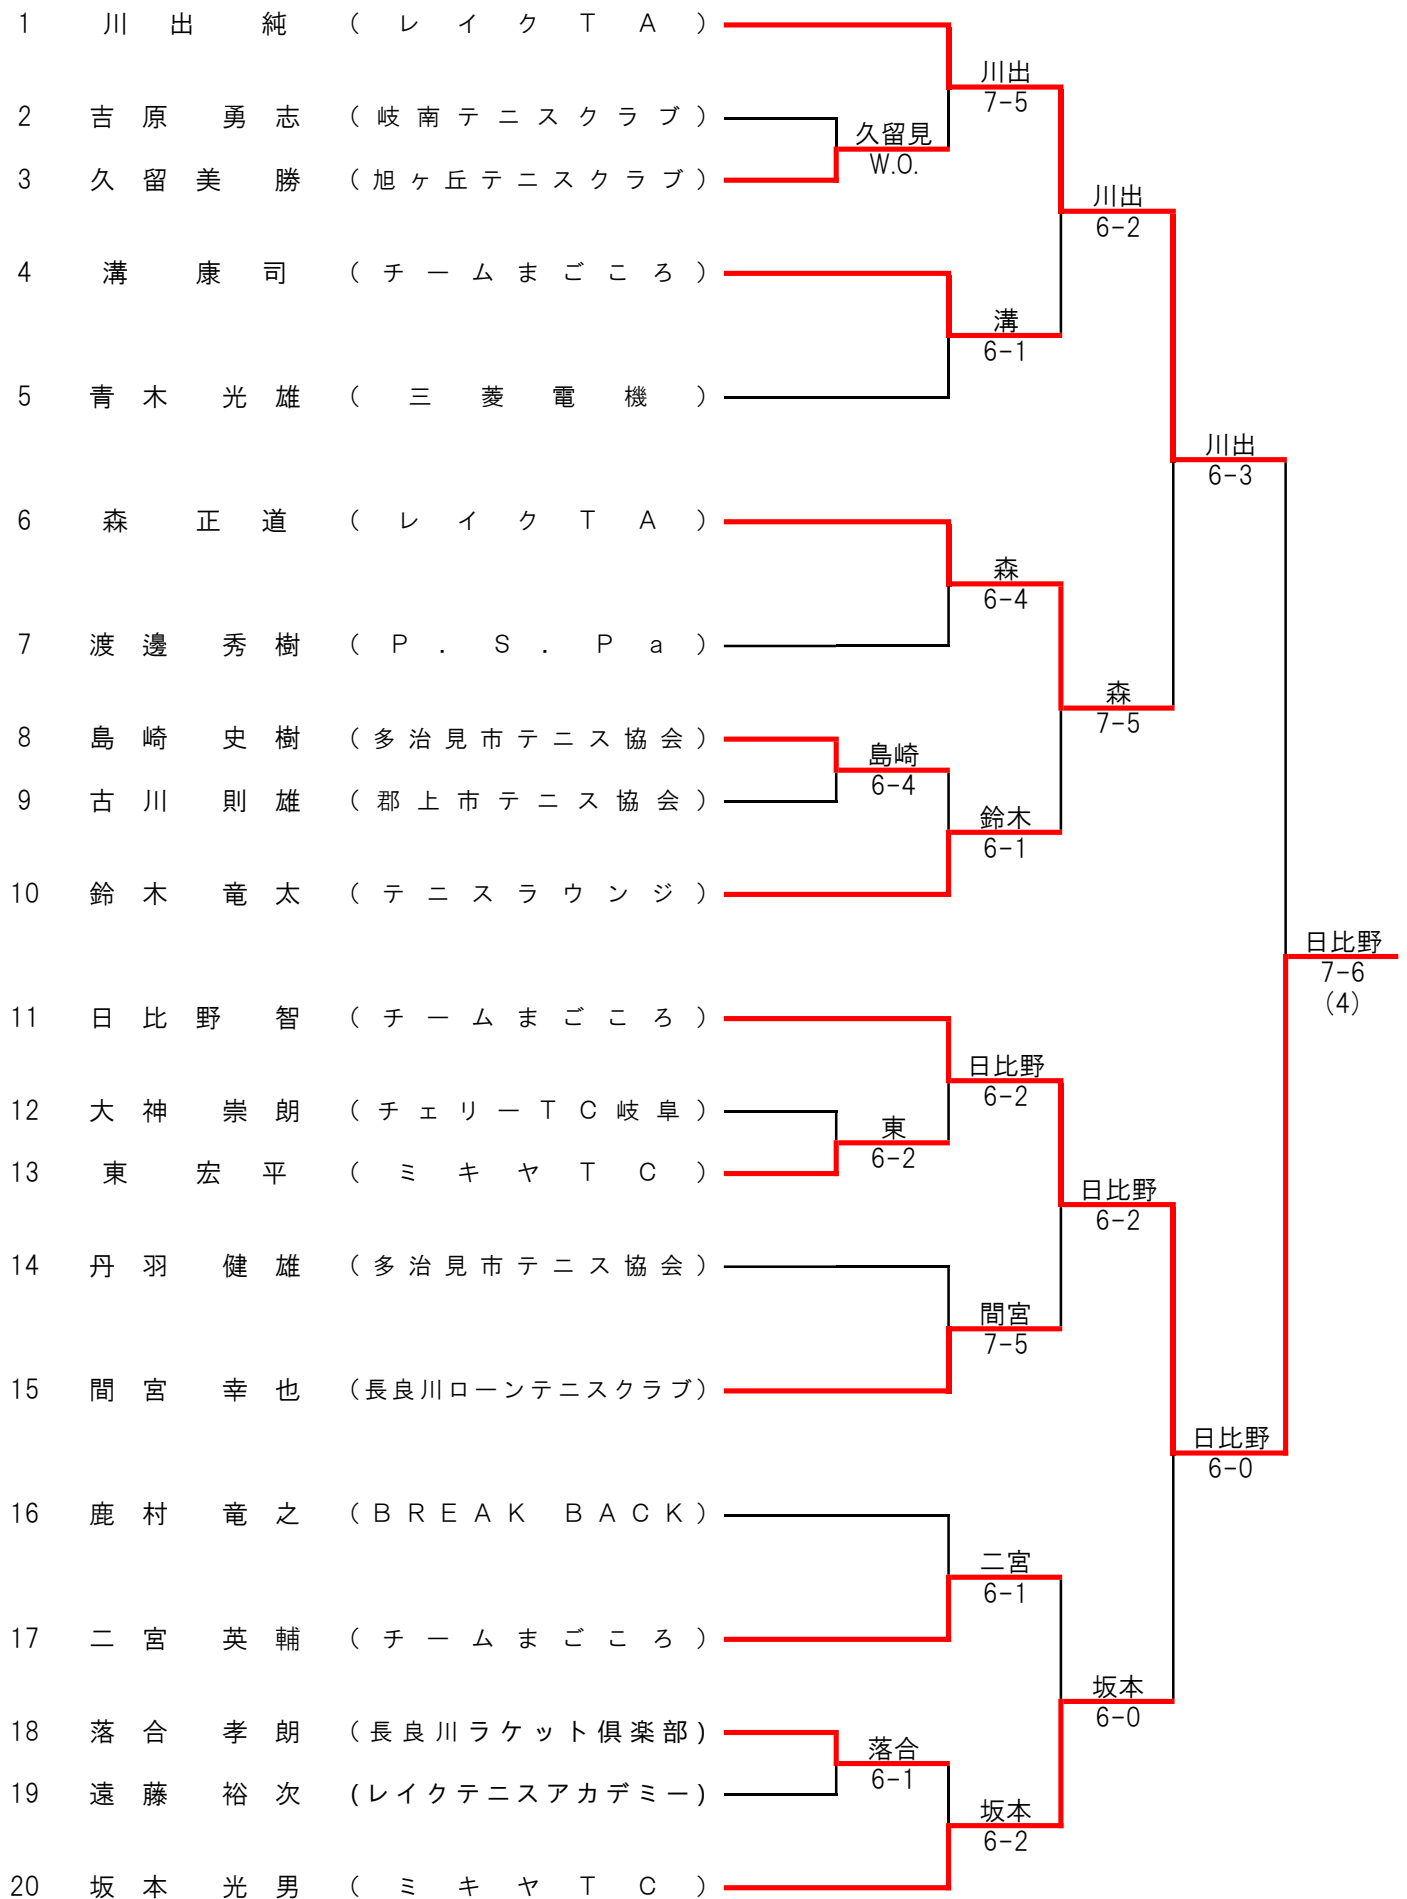 1 川出 純 (レイクTA)
川出
7-5
2 吉原 勇志 (岐南テニスクラブ)
久留見
W.O.
3 久留美 勝 (旭ヶ丘テニスクラブ)
川出
6-2
4 溝 康司 (チームまごころ)
溝
6-1
5 青木 光雄 (三菱電機)
川出
6-3
6 森 正道 (レイクTA)
森
6-4
7 渡邊 秀樹 (P.S.Pa)
森
7-5
8 島崎 史樹 (多治見市テニス協会)
島崎
6-4
9 古川 則雄 (郡上市テニス協会)
鈴木
6-1
10 鈴木 竜太 (テニスラウンジ)
日比野
7-6
(4)
11 日比野 智 (チームまごころ)
日比野
6-2
12 大神 崇朗 (チェリーTC岐阜)
東
6-2
13 東 宏平 (ミキヤTC)
日比野
6-2
14 丹羽 健雄 (多治見市テニス協会)
間宮
7-5
15 間宮 幸也 (長良川ローンテニスクラブ)
日比野
6-0
16 鹿村 竜之 (BREAK BACK)
二宮
6-1
17 二宮 英輔 (チームまごころ)
坂本
6-0
18 落合 孝朗 (長良川ラケット倶楽部)
落合
6-1
19 遠藤 裕次 (レイクテニスアカデミー)
坂本
6-2
20 坂本 光男 (ミキヤTC)